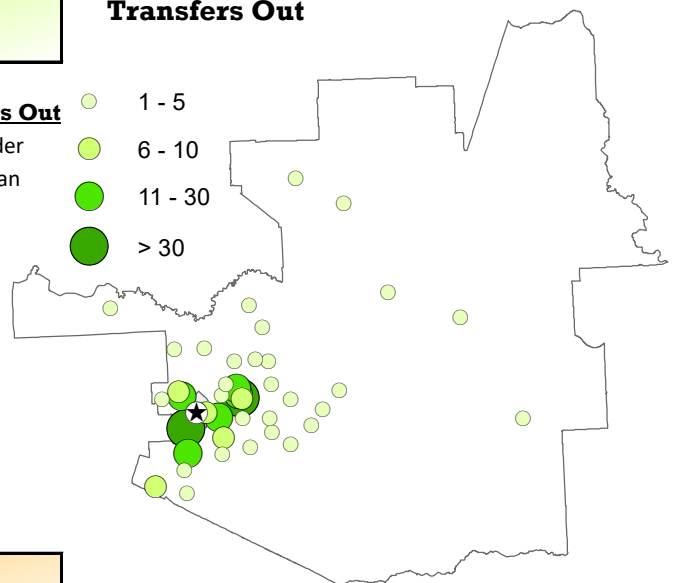 Transfers Out
s Out
der
an
1 - 5
6 - 10
11 - 30
> 30